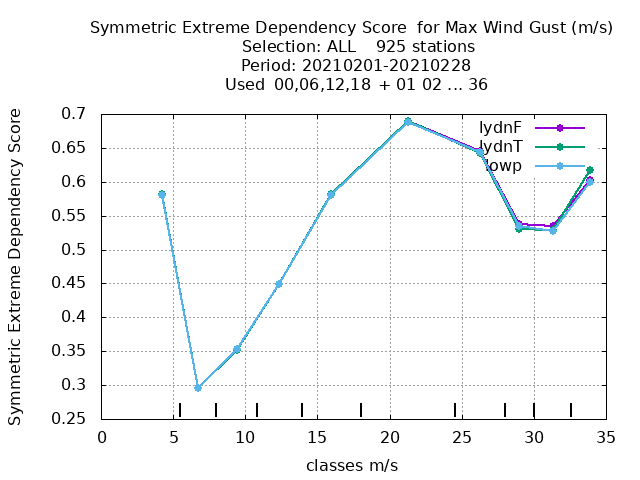 Symmetric Extreme Dependency Score  for Max Wind Gust (m/s)
Selection: ALL    925 stations
Period: 20210201-20210228
Used  00,06,12,18  + 01 02 ... 36
Symmetric Extreme Dependency Score
0.7
0.65
0.6
0.55
0.5
0.45
0.4
0.35
0.3
0.25
lydnF
lydnT
lowp
0 5 10 15 20 25 30 35
classes m/s